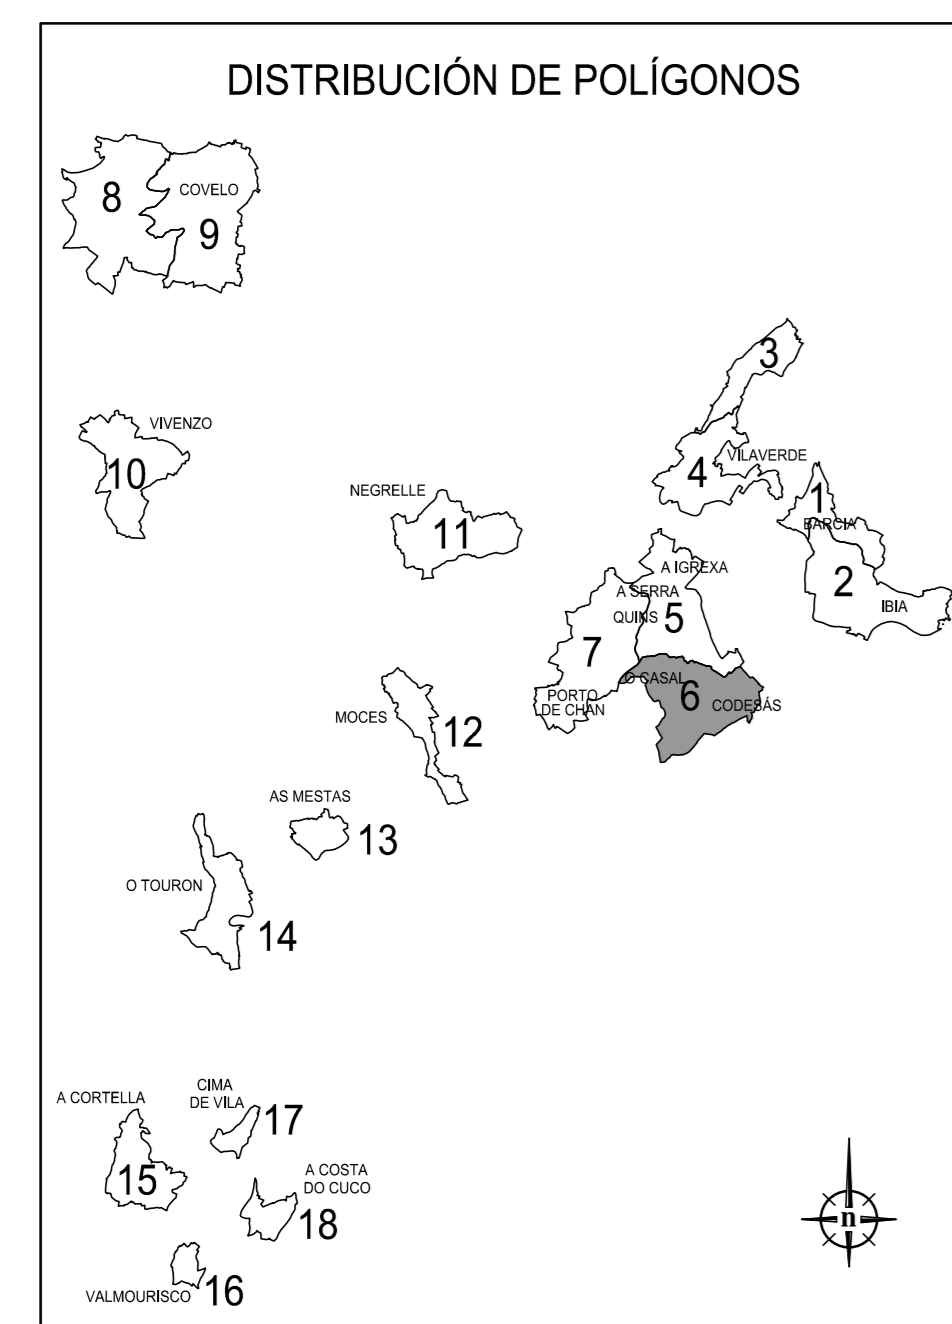 DISTRIBUCIÓN DE POLÍGONOS
8
COVELO
9
3
VIVENZO
10
4
VILAVERDE
NEGRELLE
11
1
BARCIA
2
IBIA
A IGREXA
A SERRA
QUINS
5
7
O CASAL
6
CODESÁS
PORTO
DE CHAN
MOCES
12
AS MESTAS
13
O TOURON
14
A CORTELLA
15
CIMA
DE VILA
17
A COSTA
DO CUCO
18
VALMOURISCO
16
n